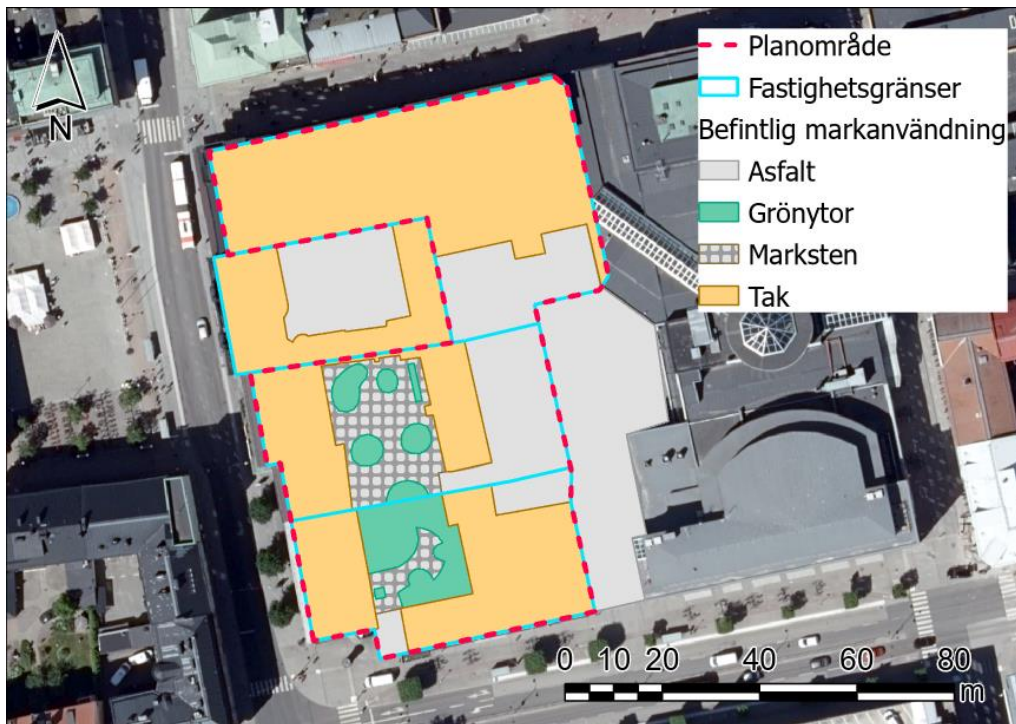 Planområde
Fastighetsgränser
Befintlig markanvändning
Asfalt
Grönytor
Marksten
Tak
N
0 10 20 40 60 80
m